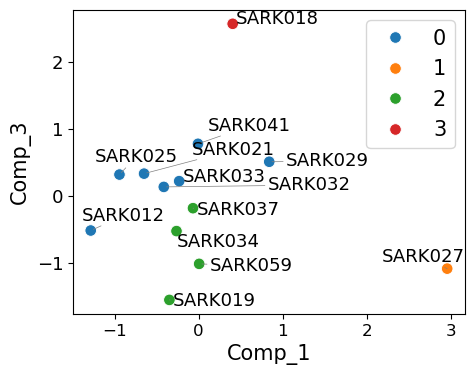 SARK018
0
1
2
3
SARK041
SARK021
SARK025
SARK029
SARK033
SARK032
SARK037
SARK012
SARK034
SARK059
SARK027
SARK019
2
1
0
−1
Comp_3
−1
0
1
2
3
Comp_1